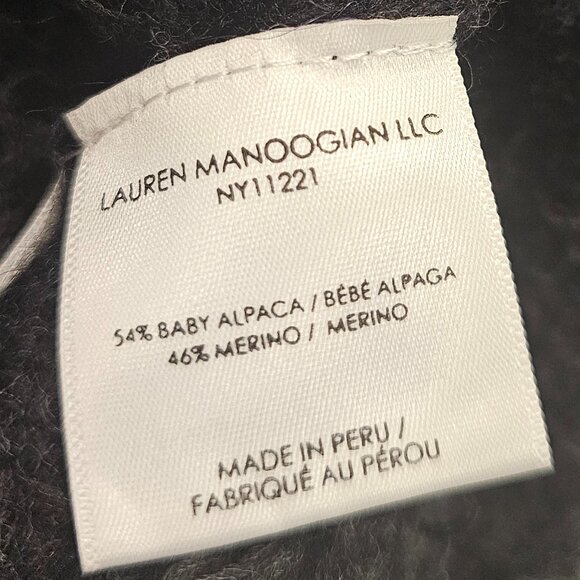 LAUREN MANOOGIAN LLC
NY11221
54% BABY ALPACA / BÉBÉ ALPAGA
46% MERINO / MERINO
MADE IN PERU /
FABRIQUÉ AU PÉROU